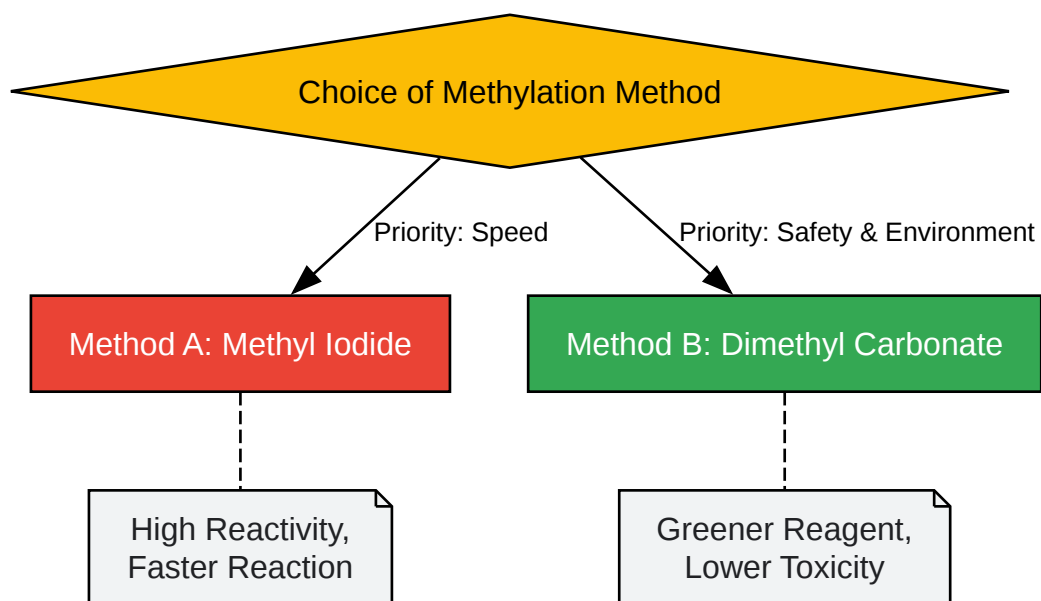 Choice of Methylation Method
Priority: Speed
Priority: Safety & Environment
Method A: Methyl Iodide
Method B: Dimethyl Carbonate
High Reactivity,
Faster Reaction
Greener Reagent,
Lower Toxicity